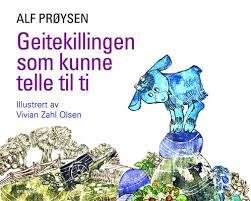 ALF PRØYSEN
Geitekillingen
som kunne
telle til ti
Illustrert av
Vivian Zahl Olsen